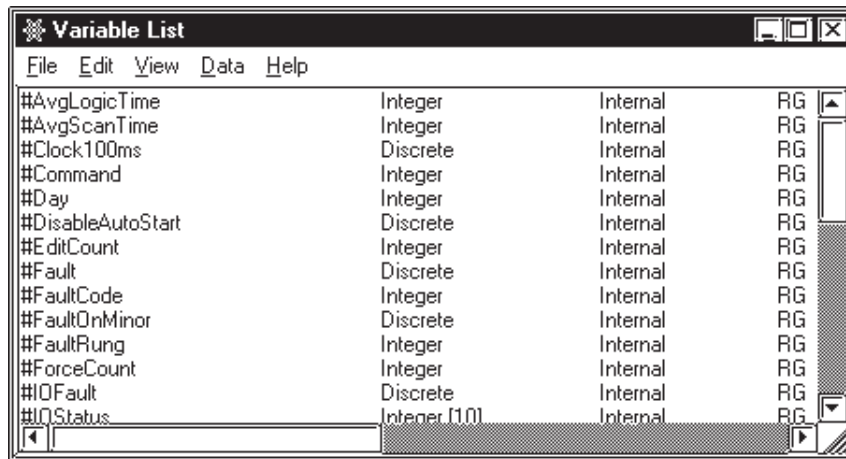 Variable List
File Edit View Data Help
#AvgLogicTime Integer Internal RG
#AvgScanTime Integer Internal RG
#Clock100ms Discrete Internal RG
#Command Integer Internal RG
#Day Integer Internal RG
#DisableAutoStart Discrete Internal RG
#EditCount Integer Internal RG
#Fault Discrete Internal RG
#FaultCode Integer Internal RG
#FaultOnMinor Discrete Internal RG
#FaultRung Integer Internal RG
#ForceCount Integer Internal RG
#IOFault Discrete Internal RG
#IOStatus Integer [10] Internal RG